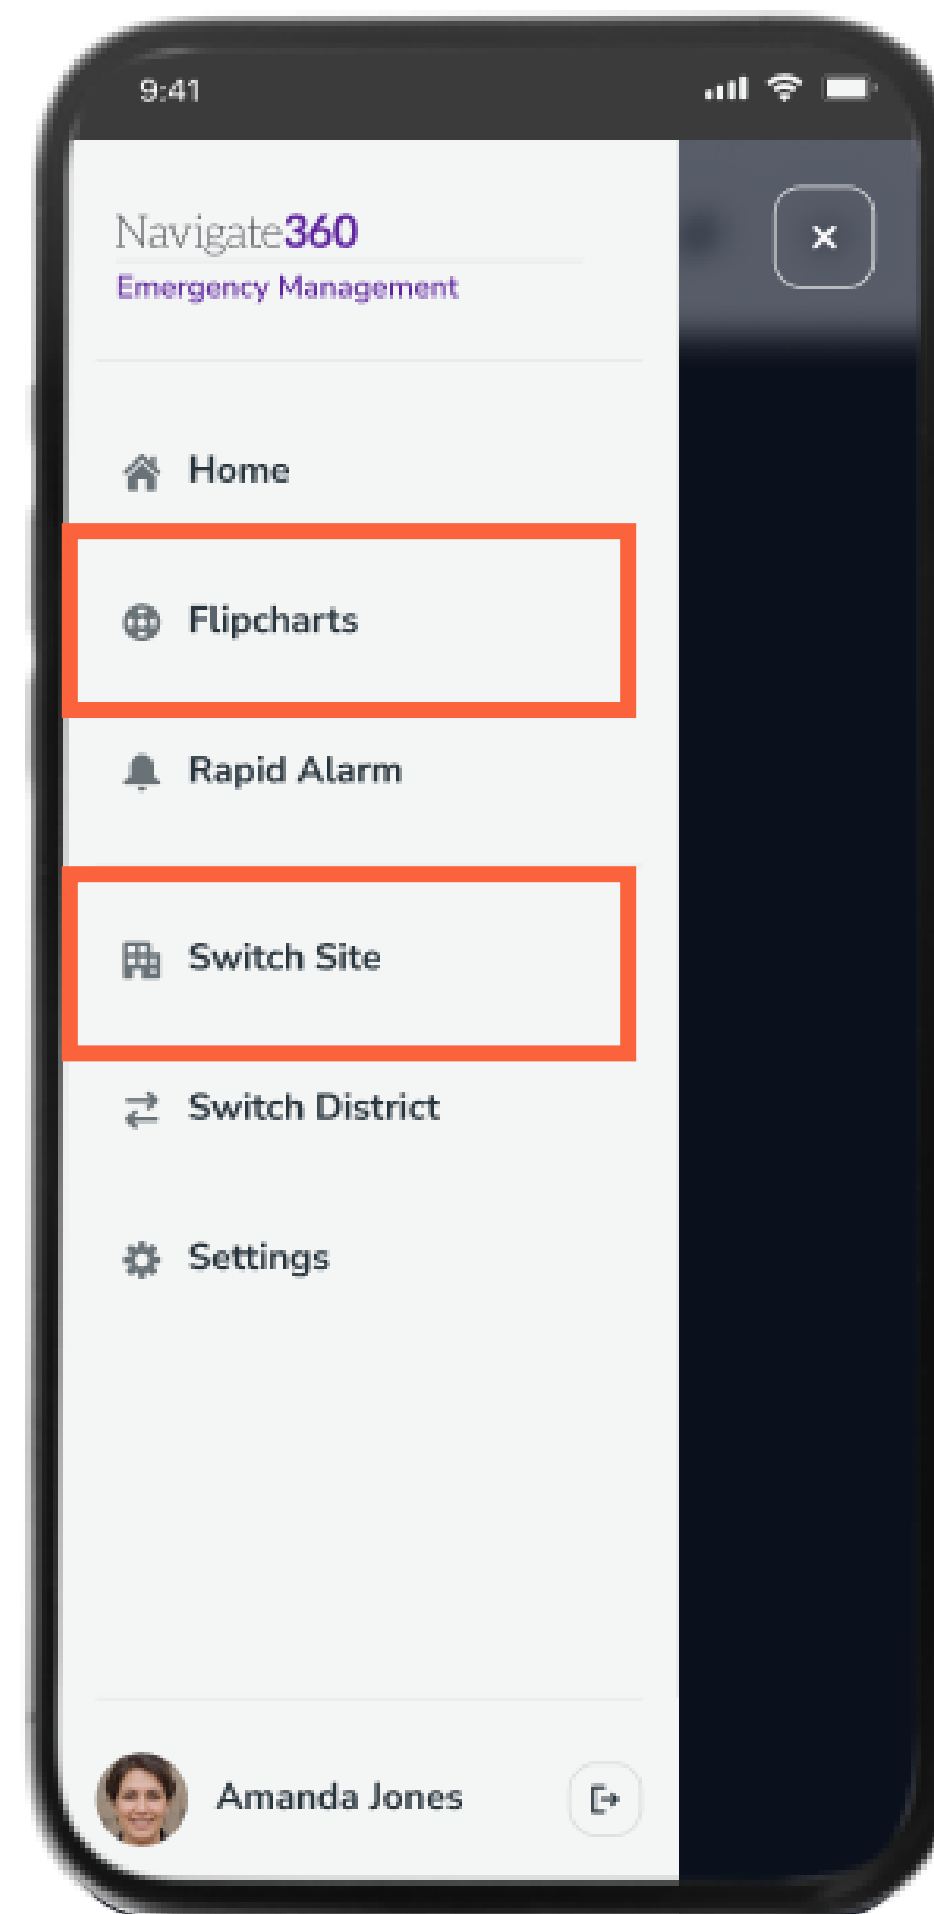 9:41
Navigate360
Emergency Management
Home
Flipcharts
Rapid Alarm
Switch Site
Switch District
Settings
Amanda Jones